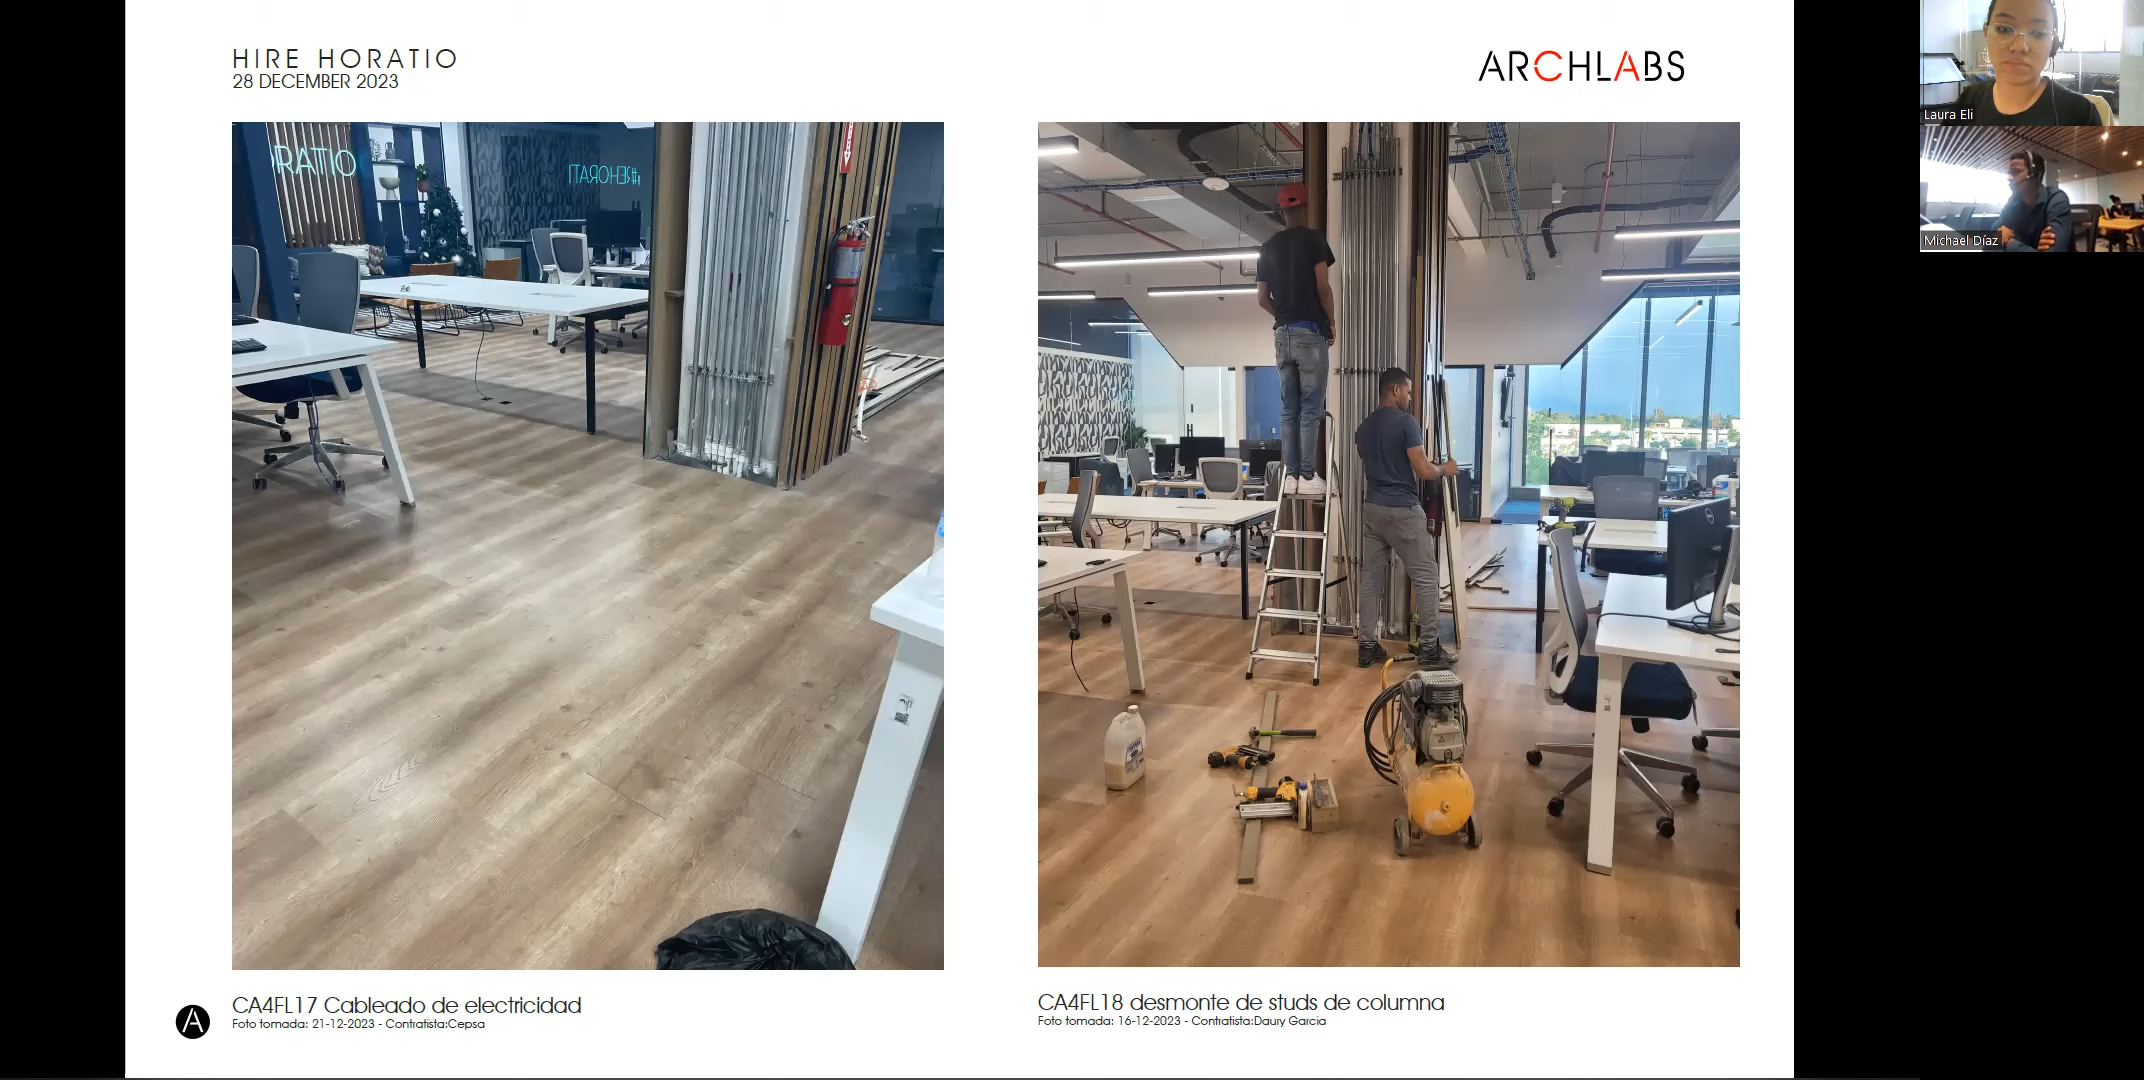 HIRE HORATIO
28 DECEMBER 2023
ARCHLABS
RATIO
#REHORATI
CA4FL17 Cableado de electricidad
Foto tomada: 21-12-2023 - Contratista:Cepsa
CA4FL18 desmonte de studs de columna
Foto tomada: 16-12-2023 - Contratista:Daury Garcia
Laura Eli
Michael Díaz